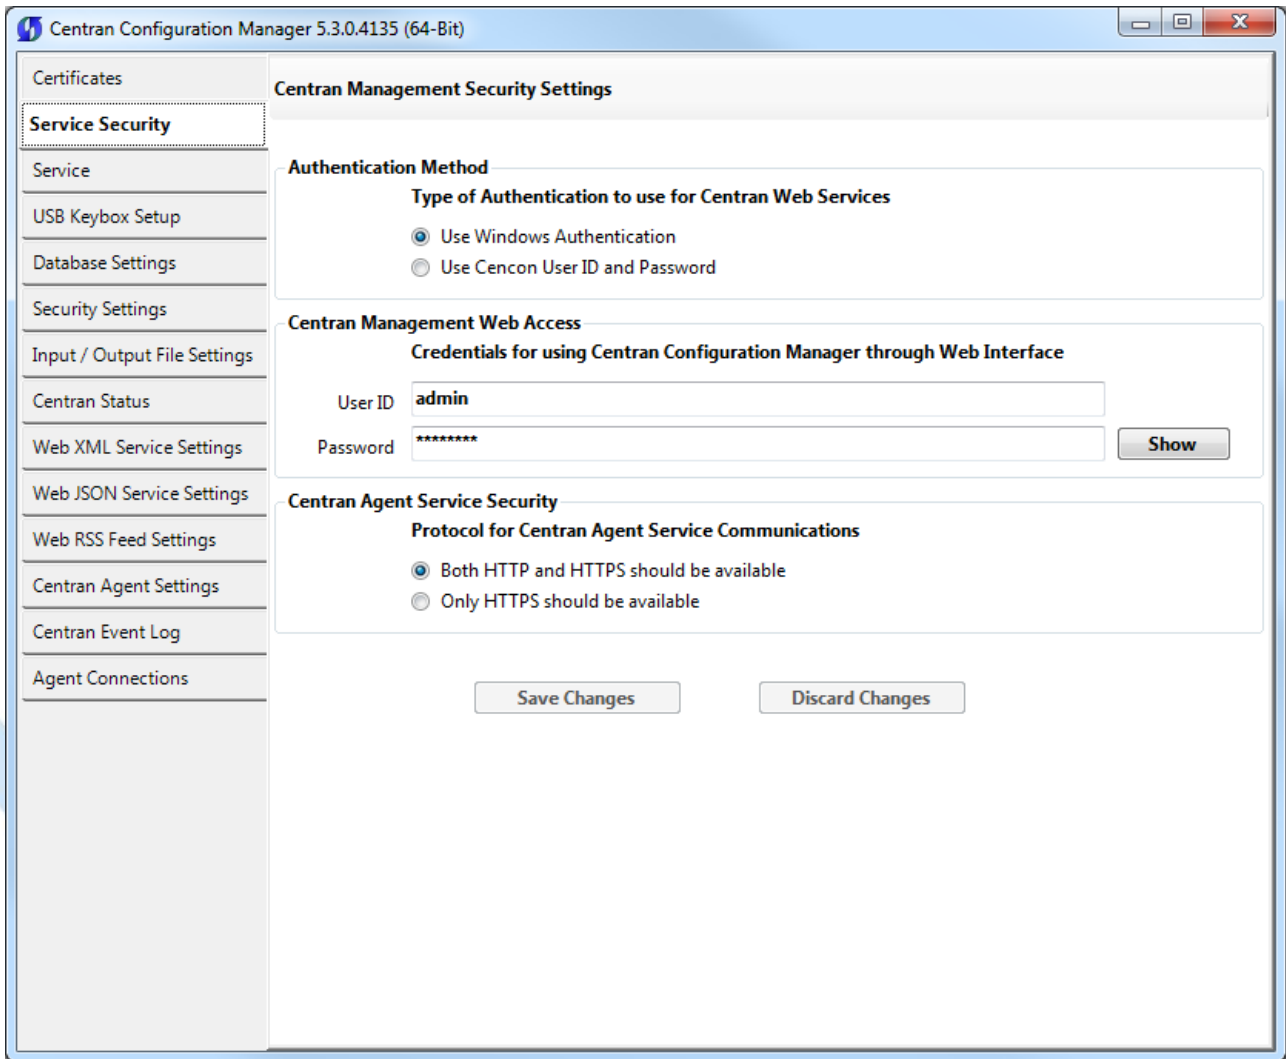 Centran Configuration Manager 5.3.0.4135 (64-Bit)
Certificates
Service Security
Service
USB Keybox Setup
Database Settings
Security Settings
Input / Output File Settings
Centran Status
Web XML Service Settings
Web JSON Service Settings
Web RSS Feed Settings
Centran Agent Settings
Centran Event Log
Agent Connections
Centran Management Security Settings
Authentication Method
Type of Authentication to use for Centran Web Services
Use Windows Authentication
Use Cencon User ID and Password
Centran Management Web Access
Credentials for using Centran Configuration Manager through Web Interface
User ID admin
Password ******** Show
Centran Agent Service Security
Protocol for Centran Agent Service Communications
Both HTTP and HTTPS should be available
Only HTTPS should be available
Save Changes Discard Changes